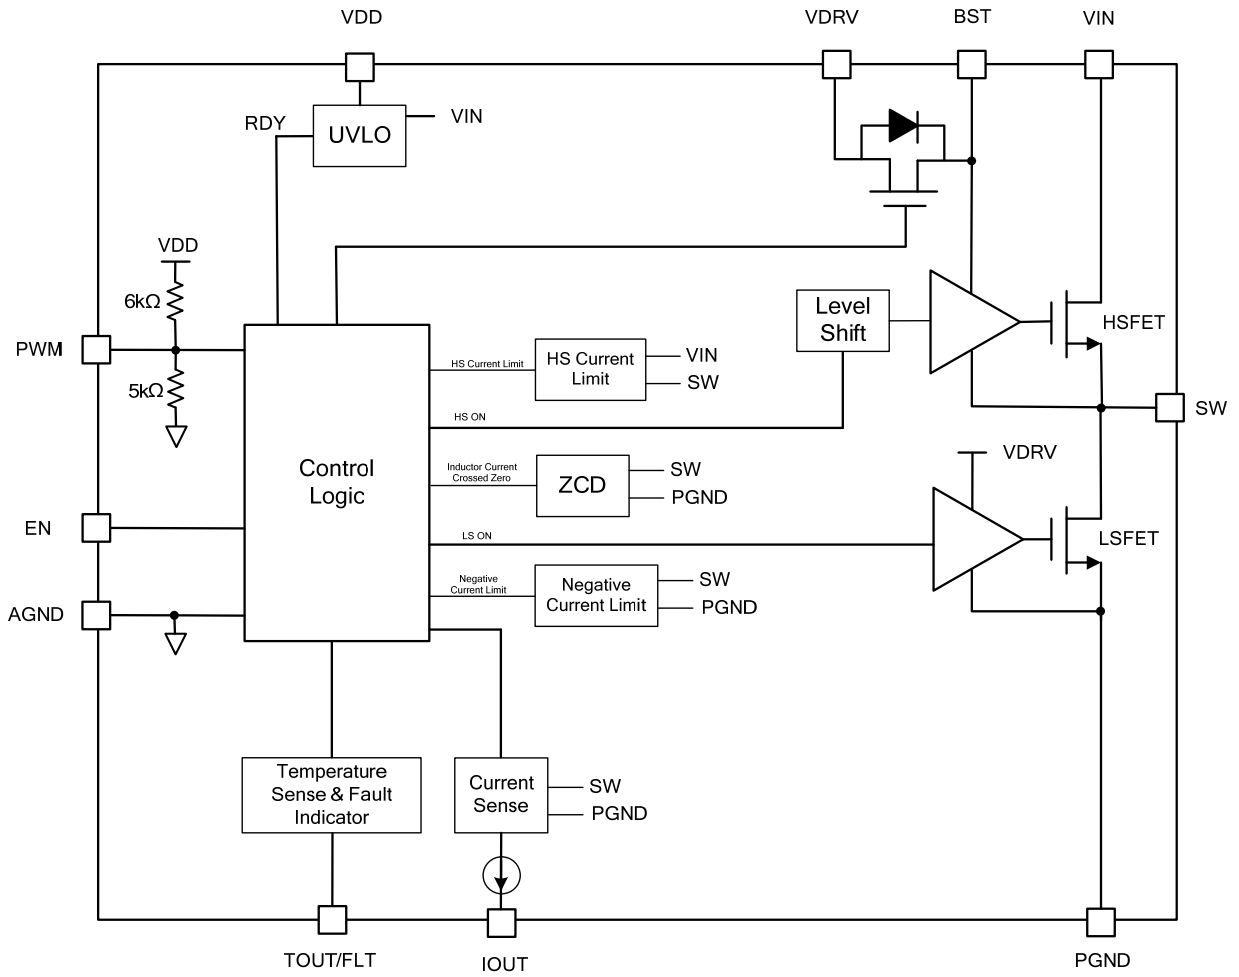 VDD
VDRV
BST
VIN
RDY
UVLO
VIN
VDD
6kΩ
PWM
5kΩ
Level
Shift
HSFET
HS Current Limit
HS Current
Limit
VIN
SW
SW
HS ON
Control
Logic
Inductor Current
Crossed Zero
ZCD
SW
PGND
VDRV
EN
LS ON
LSFET
Negative
Current Limit
Negative
Current Limit
SW
PGND
AGND
Temperature
Sense & Fault
Indicator
Current
Sense
SW
PGND
TOUT/FLT
IOUT
PGND